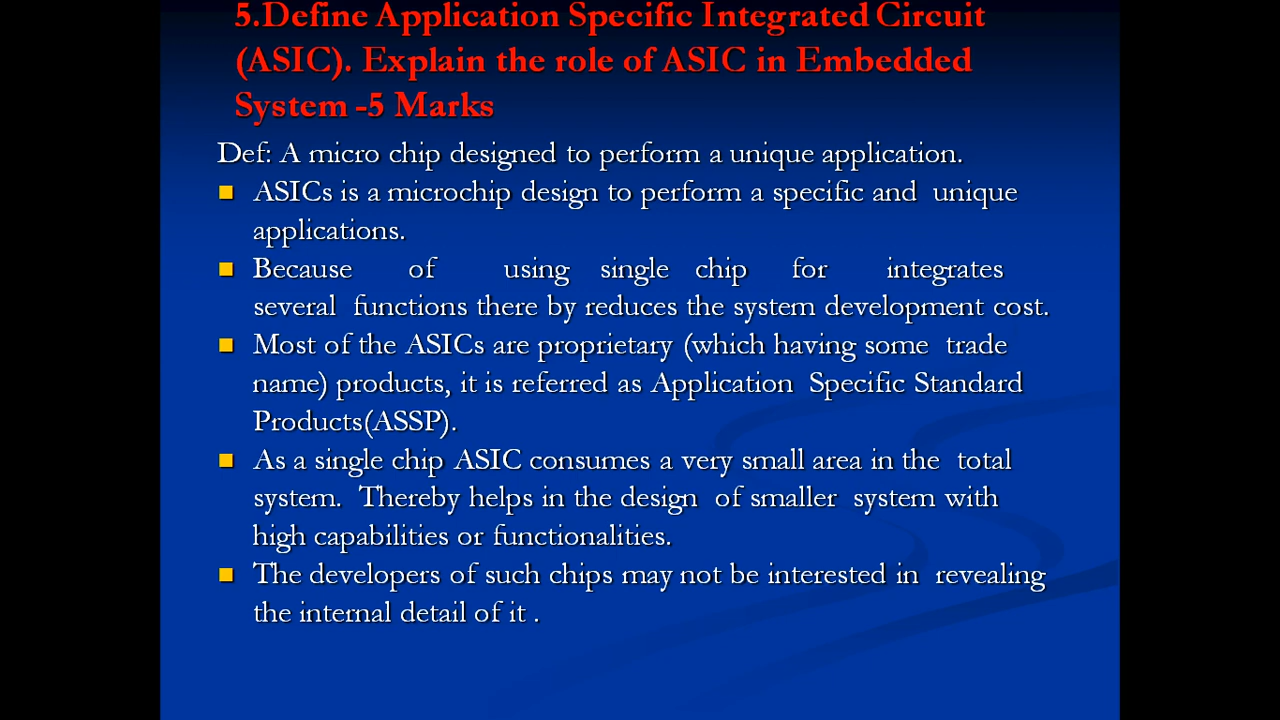 5.Define Application Specific Integrated Circuit
(ASIC). Explain the role of ASIC in Embedded
System -5 Marks
Def: A micro chip designed to perform a unique application.
ASICs is a microchip design to perform a specific and unique
applications.
Because of using single chip for integrates
several functions there by reduces the system development cost.
Most of the ASICs are proprietary (which having some trade
name) products, it is referred as Application Specific Standard
Products(ASSP).
As a single chip ASIC consumes a very small area in the total
system. Thereby helps in the design of smaller system with
high capabilities or functionalities.
The developers of such chips may not be interested in revealing
the internal detail of it .